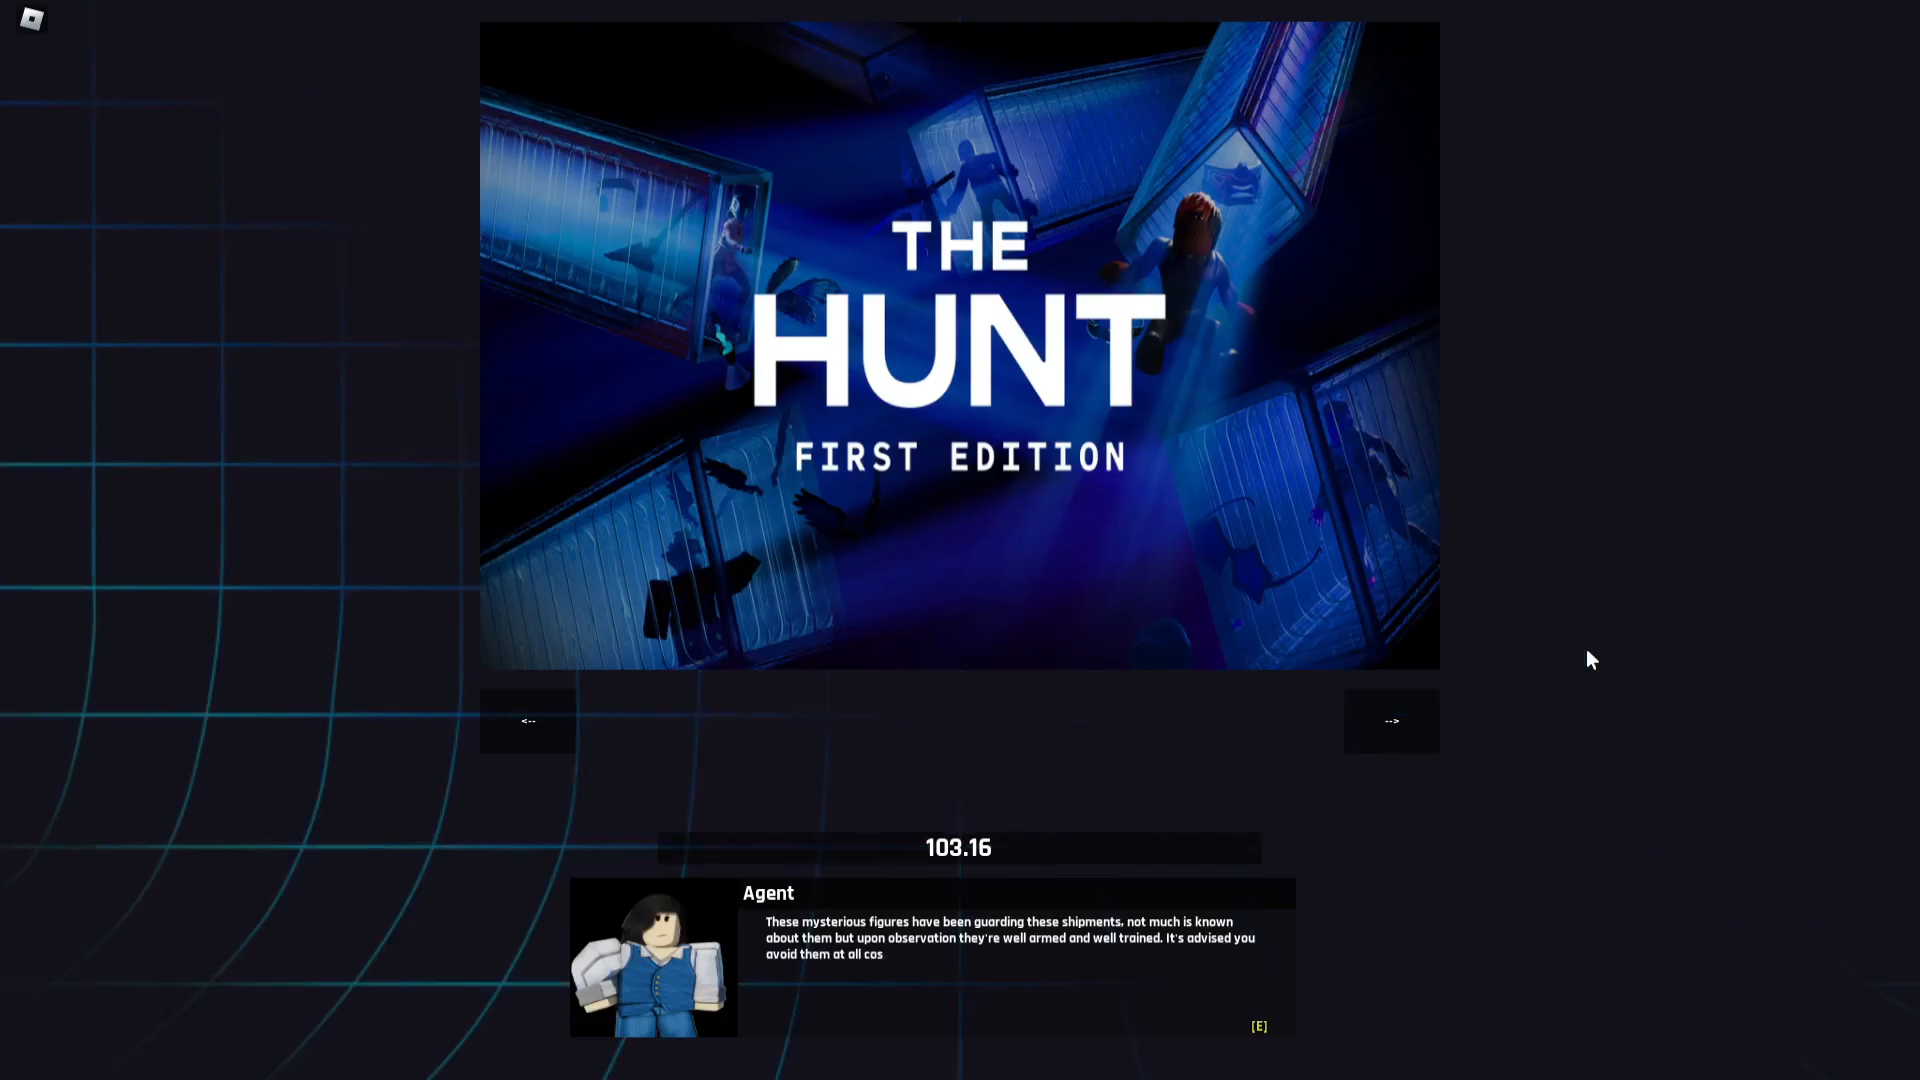 THE
HUNT
FIRST EDITION
<--
-->
103.16
Agent
These mysterious figures have been guarding these shipments, not much is known
about them but upon observation they're well armed and well trained. It's advised you
avoid them at all cos
[E]